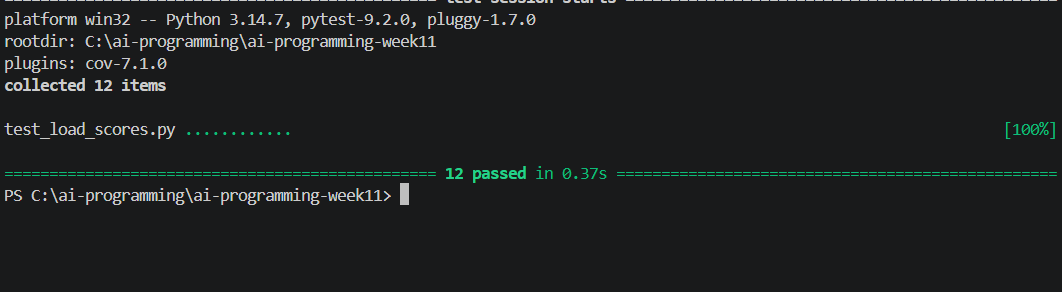 test session starts
platform win32 -- Python 3.14.7, pytest-9.2.0, pluggy-1.7.0
rootdir: C:\ai-programming\ai-programming-week11
plugins: cov-7.1.0
collected 12 items
test_load_scores.py ............ [100%]
================================================ 12 passed in 0.37s =================================================
PS C:\ai-programming\ai-programming-week11>